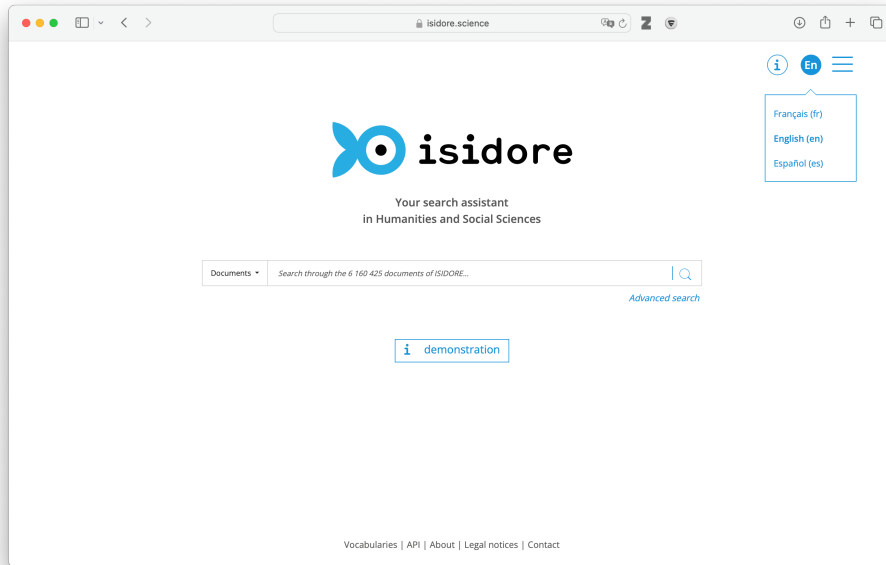 isidore.science
En
Français (fr)
English (en)
Español (es)
isidore
Your search assistant
in Humanities and Social Sciences
Documents
Search through the 6 160 425 documents of ISIDORE...
Advanced search
i demonstration
Vocabularies | API | About | Legal notices | Contact